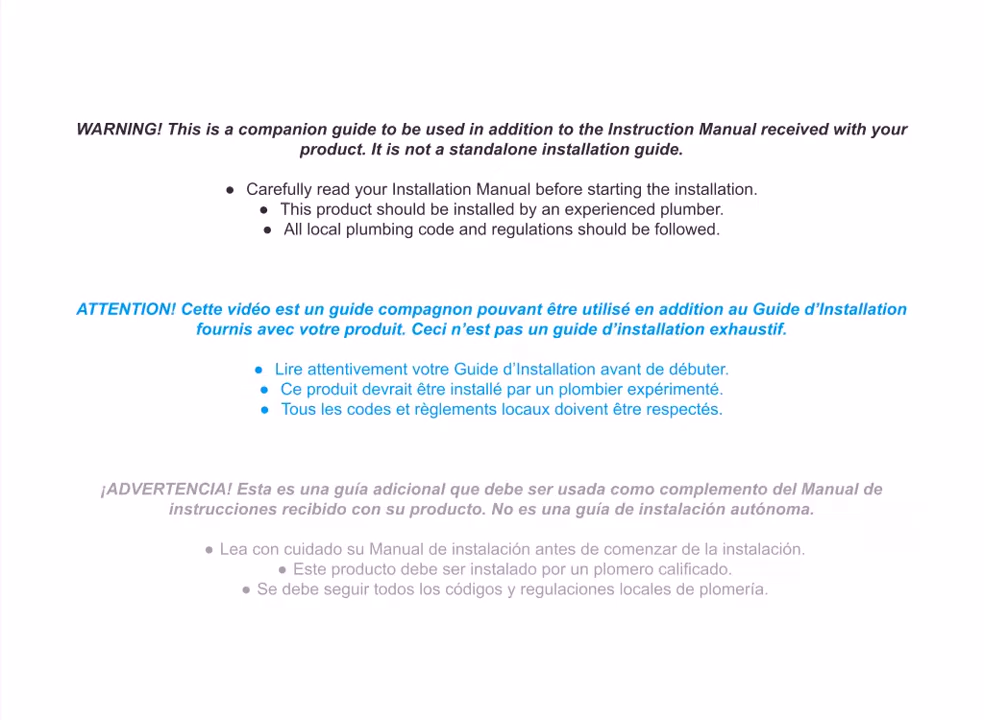 WARNING! This is a companion guide to be used in addition to the Instruction Manual received with your
product. It is not a standalone installation guide.
● Carefully read your Installation Manual before starting the installation.
● This product should be installed by an experienced plumber.
● All local plumbing code and regulations should be followed.
ATTENTION! Cette vidéo est un guide compagnon pouvant être utilisé en addition au Guide d’Installation
fournis avec votre produit. Ceci n’est pas un guide d’installation exhaustif.
● Lire attentivement votre Guide d’Installation avant de débuter.
● Ce produit devrait être installé par un plombier expérimenté.
● Tous les codes et règlements locaux doivent être respectés.
¡ADVERTENCIA! Esta es una guía adicional que debe ser usada como complemento del Manual de
instrucciones recibido con su producto. No es una guía de instalación autónoma.
● Lea con cuidado su Manual de instalación antes de comenzar de la instalación.
● Este producto debe ser instalado por un plomero calificado.
● Se debe seguir todos los códigos y regulaciones locales de plomería.